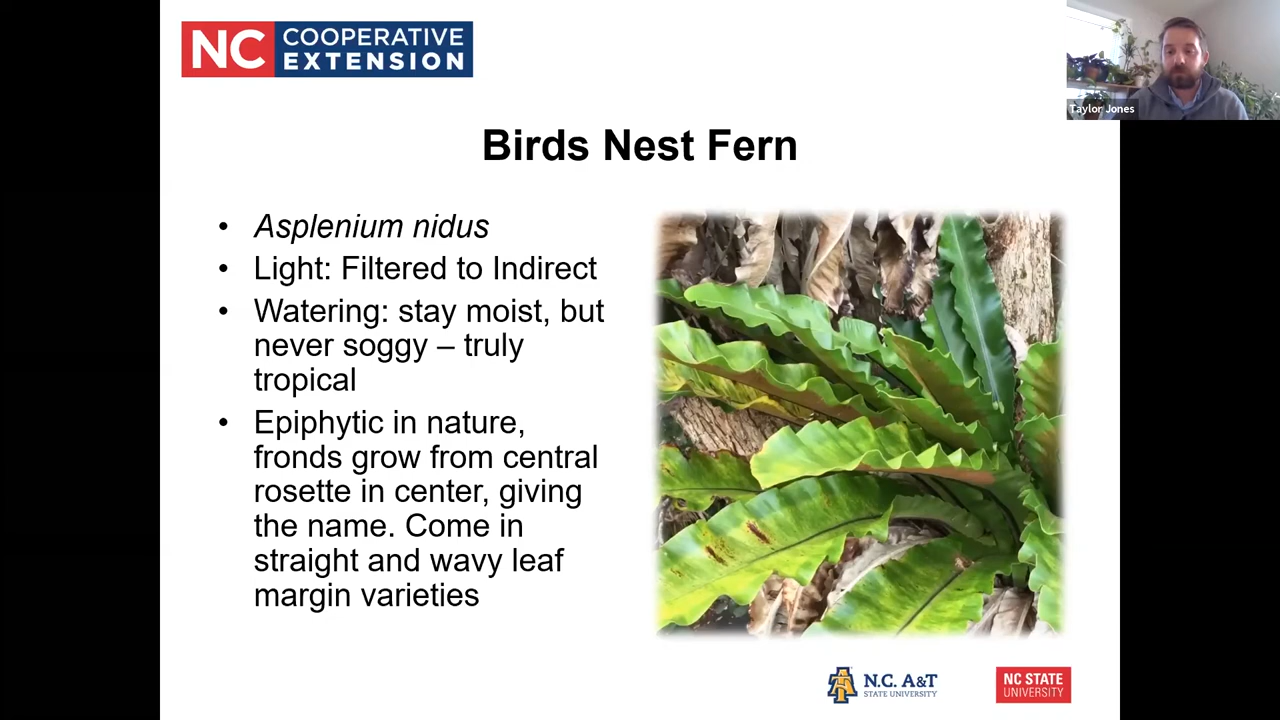 NC COOPERATIVE
EXTENSION
Taylor Jones
Birds Nest Fern
• Asplenium nidus
• Light: Filtered to Indirect
• Watering: stay moist, but
never soggy – truly
tropical
• Epiphytic in nature,
fronds grow from central
rosette in center, giving
the name. Come in
straight and wavy leaf
margin varieties
N.C. A&T
STATE UNIVERSITY
NC STATE
UNIVERSITY